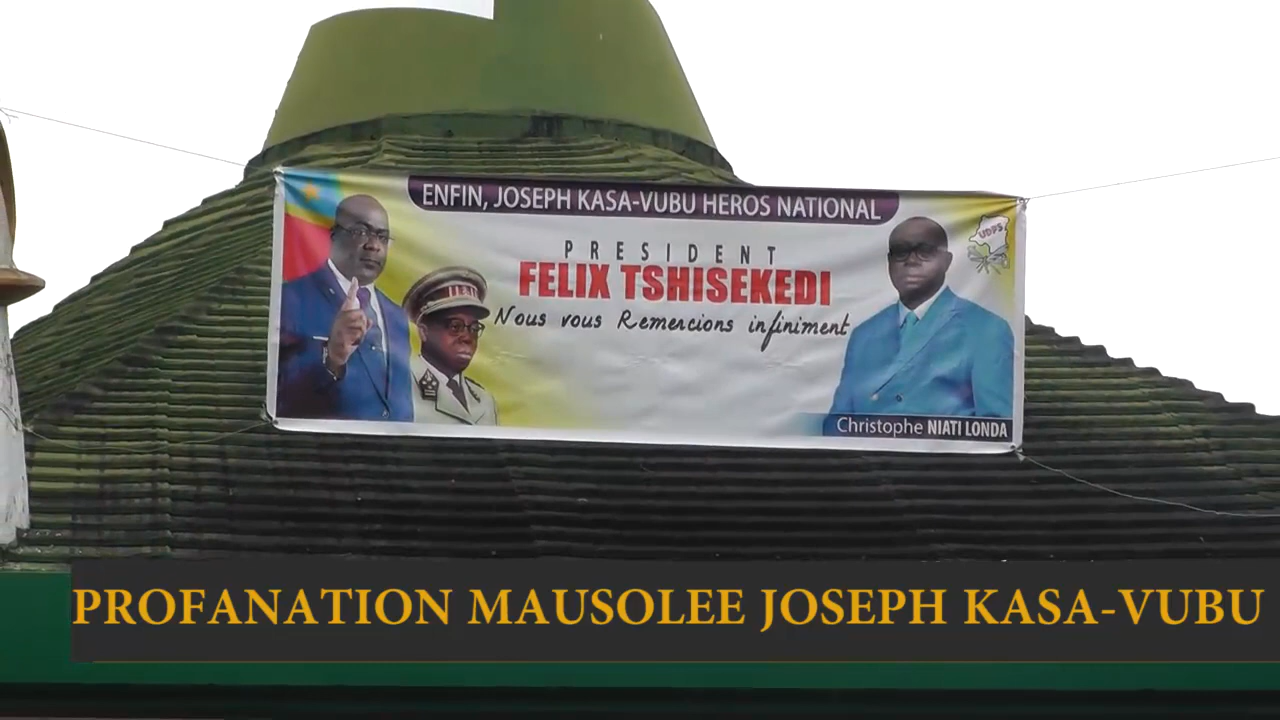 ENFIN, JOSEPH KASA-VUBU HEROS NATIONAL
PRESIDENT
FELIX TSHISEKEDI
Nous vous Remercions infiniment
UDPS
Christophe NIATI LONDA
PROFANATION MAUSOLEE JOSEPH KASA-VUBU